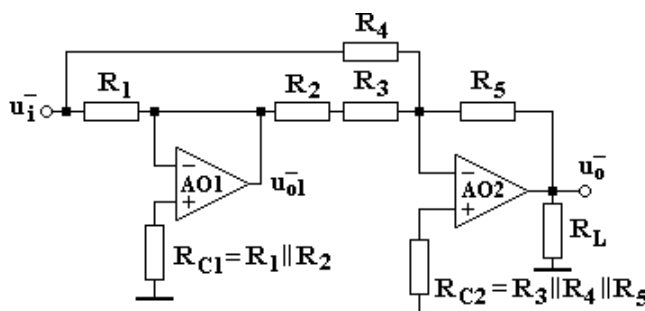 R4
R1
R2
R3
R5
ui
AO1
uo1
AO2
uo
RL
RC1=R1||R2
RC2=R3||R4||R5